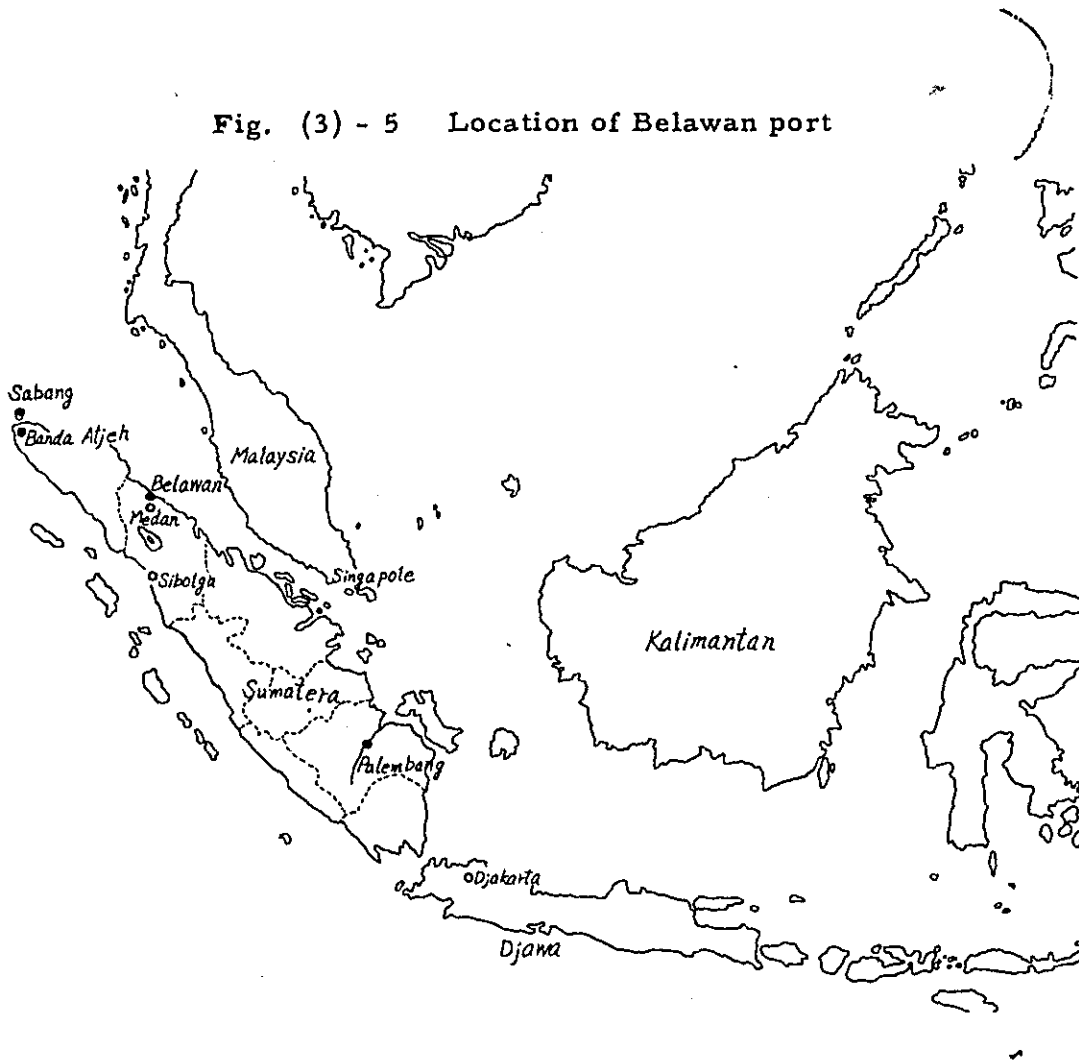 Fig. (3) - 5 Location of Belawan port
Sabang
Banda Atjeh
Malaysia
Belawan
Medan
Sibolga
Singapole
Kalimantan
Sumatera
Palembang
Djakarta
Djawa